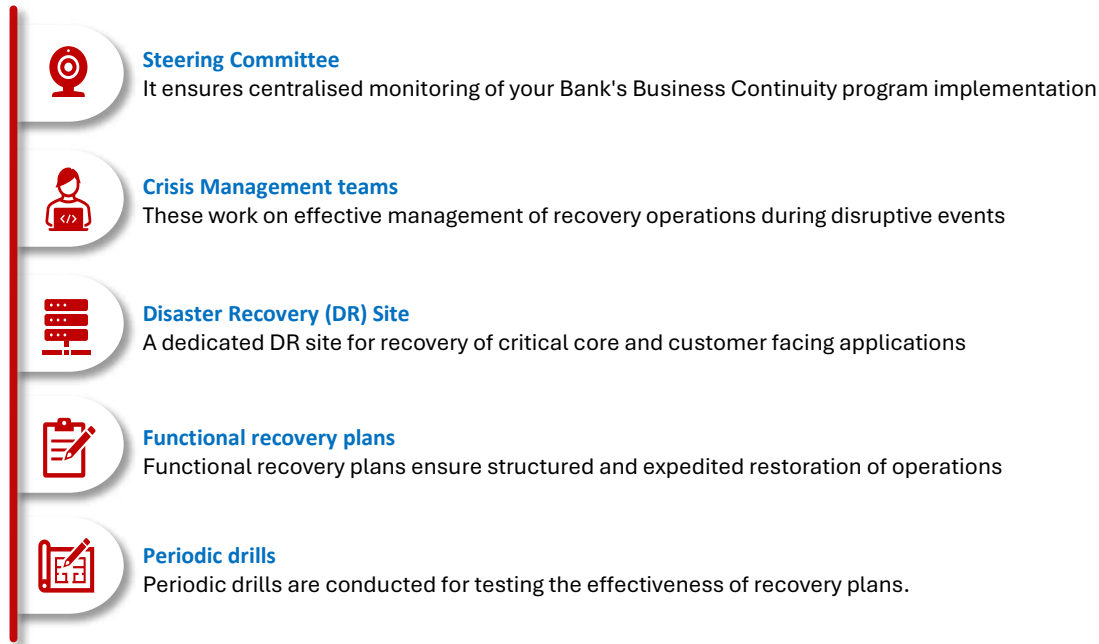 Steering Committee
It ensures centralised monitoring of your Bank's Business Continuity program implementation
Crisis Management teams
These work on effective management of recovery operations during disruptive events
Disaster Recovery (DR) Site
A dedicated DR site for recovery of critical core and customer facing applications
Functional recovery plans
Functional recovery plans ensure structured and expedited restoration of operations
Periodic drills
Periodic drills are conducted for testing the effectiveness of recovery plans.